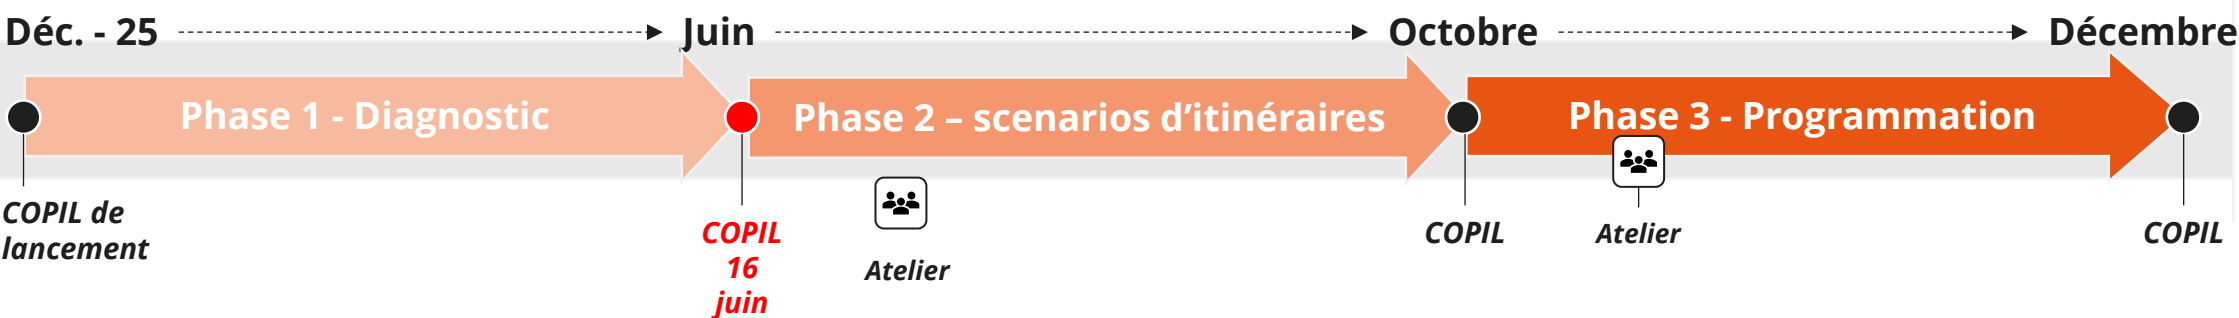 Déc. - 25
Juin
Octobre
Décembre
Phase 1 - Diagnostic
Phase 2 – scenarios d’itinéraires
Phase 3 - Programmation
COPIL de
lancement
COPIL
16
juin
Atelier
COPIL
Atelier
COPIL